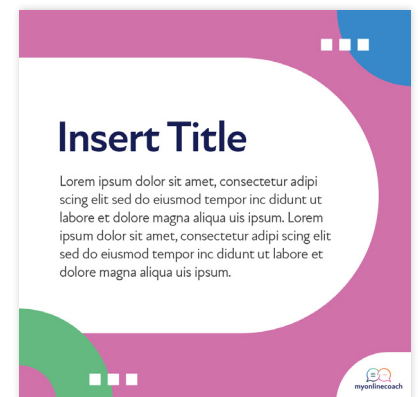 Insert Title
Lorem ipsum dolor sit amet, consectetur adipi
scing elit sed do eiusmod tempor inc didunt ut
labore et dolore magna aliqua uis ipsum. Lorem
ipsum dolor sit amet, consectetur adipi scing elit
sed do eiusmod tempor inc didunt ut labore et
dolore magna aliqua uis ipsum.
myonlinecoach